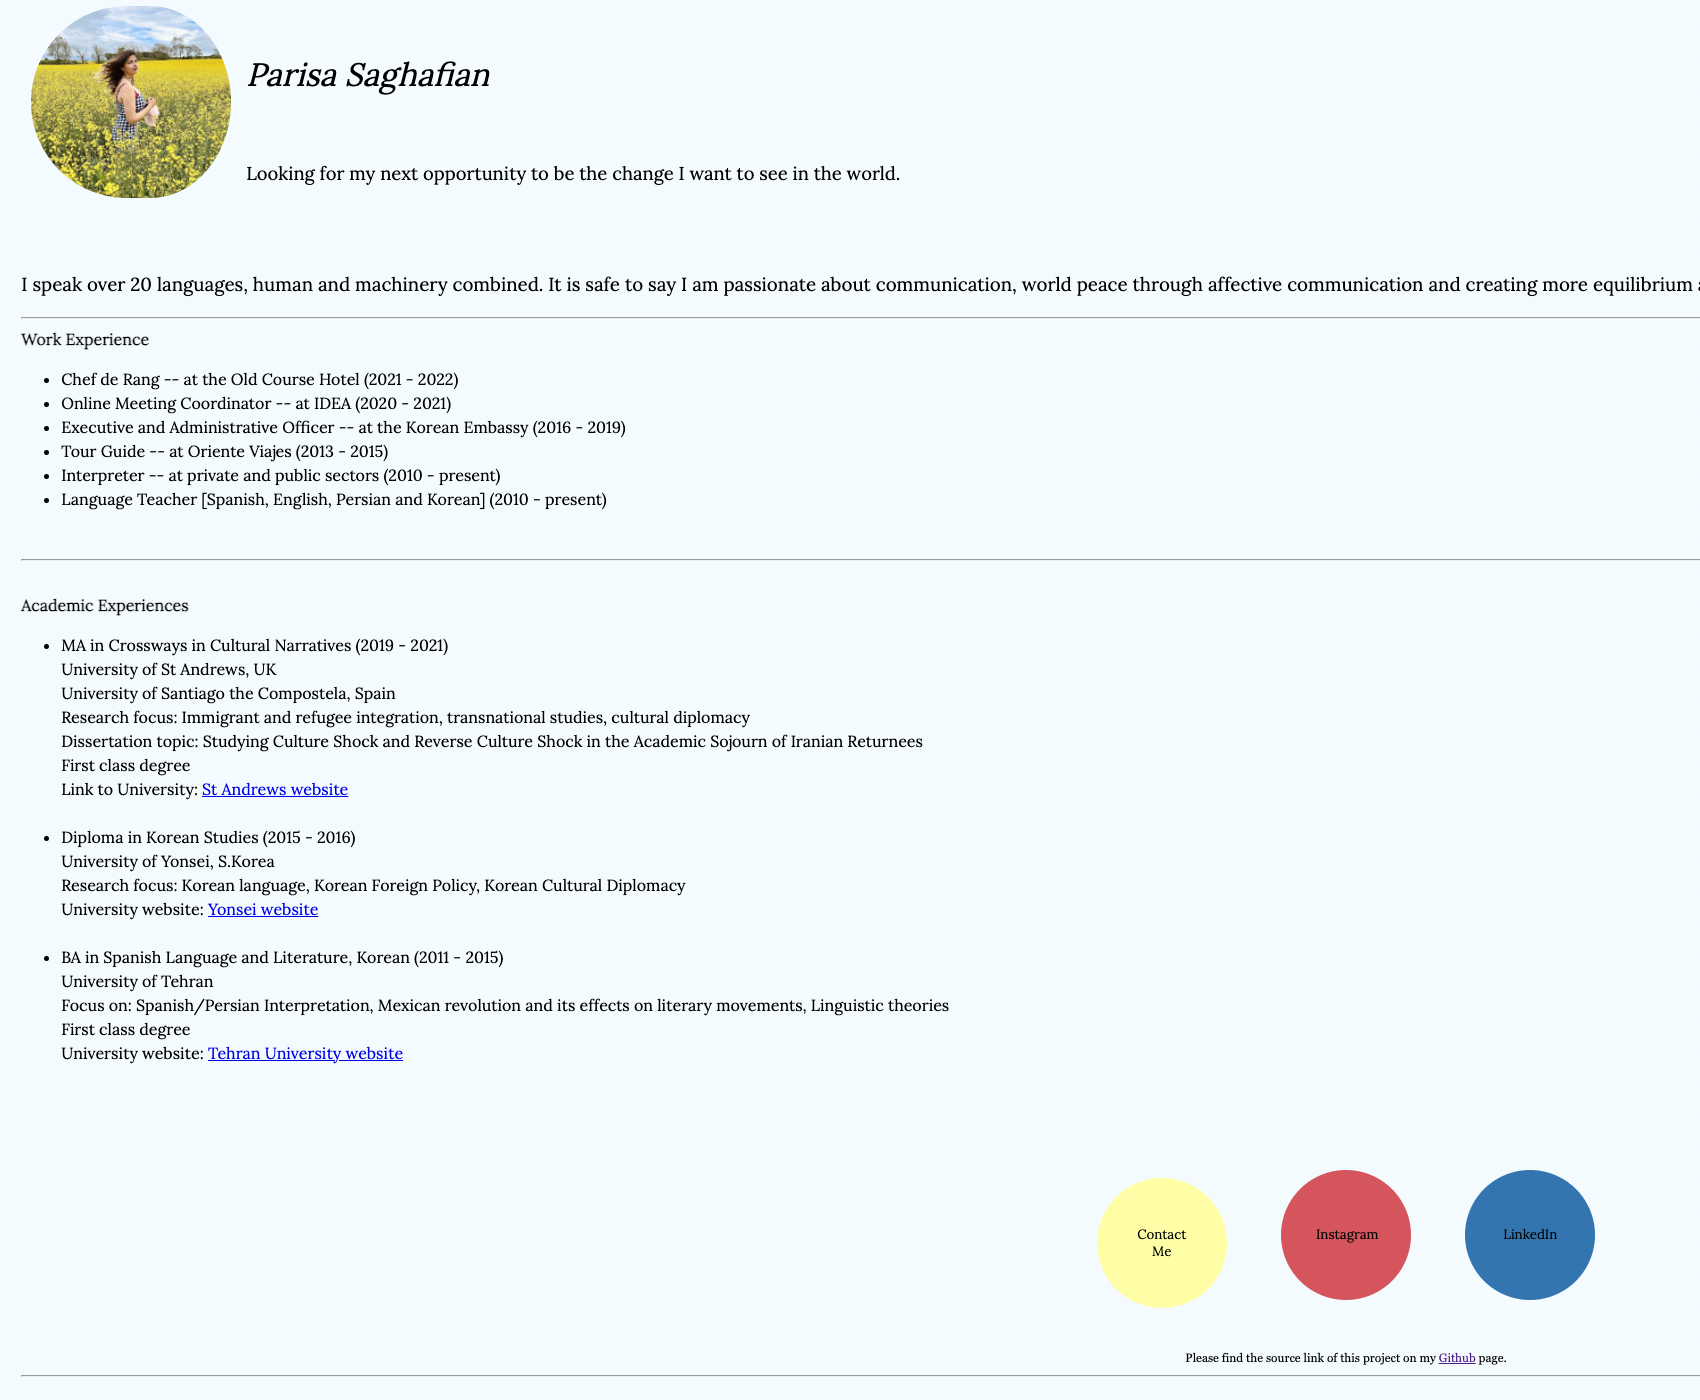 Parisa Saghafian
Looking for my next opportunity to be the change I want to see in the world.
I speak over 20 languages, human and machinery combined. It is safe to say I am passionate about communication, world peace through affective communication and creating more equilibrium
Work Experience
Chef de Rang -- at the Old Course Hotel (2021 - 2022)
Online Meeting Coordinator -- at IDEA (2020 - 2021)
Executive and Administrative Officer -- at the Korean Embassy (2016 - 2019)
Tour Guide -- at Oriente Viajes (2013 - 2015)
Interpreter -- at private and public sectors (2010 - present)
Language Teacher [Spanish, English, Persian and Korean] (2010 - present)
Academic Experiences
MA in Crossways in Cultural Narratives (2019 - 2021)
University of St Andrews, UK
University of Santiago the Compostela, Spain
Research focus: Immigrant and refugee integration, transnational studies, cultural diplomacy
Dissertation topic: Studying Culture Shock and Reverse Culture Shock in the Academic Sojourn of Iranian Returnees
First class degree
Link to University: St Andrews website
Diploma in Korean Studies (2015 - 2016)
University of Yonsei, S.Korea
Research focus: Korean language, Korean Foreign Policy, Korean Cultural Diplomacy
University website: Yonsei website
BA in Spanish Language and Literature, Korean (2011 - 2015)
University of Tehran
Focus on: Spanish/Persian Interpretation, Mexican revolution and its effects on literary movements, Linguistic theories
First class degree
University website: Tehran University website
Contact
Me
Instagram
LinkedIn
Please find the source link of this project on my Github page.